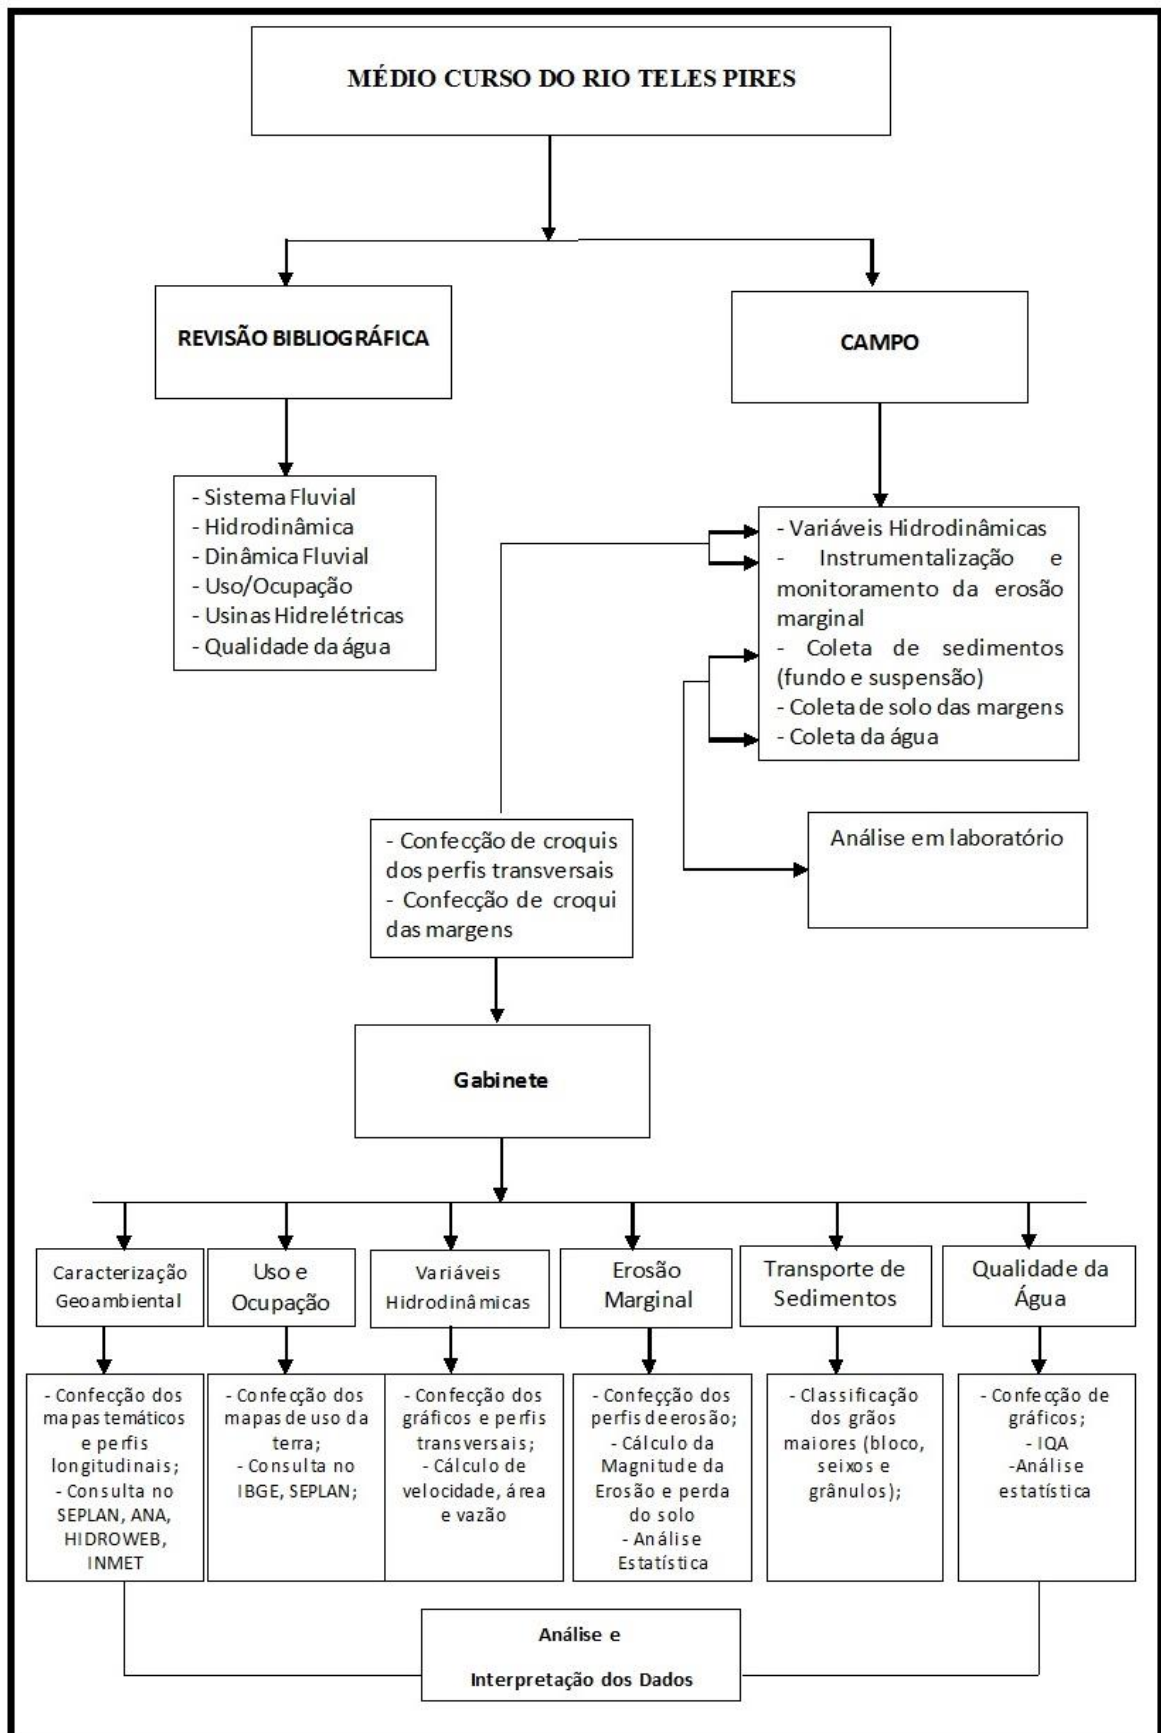 MÉDIO CURSO DO RIO TELES PIRES
REVISÃO BIBLIOGRÁFICA
CAMPO
- Sistema Fluvial
- Hidrodinâmica
- Dinâmica Fluvial
- Uso/Ocupação
- Usinas Hidrelétricas
- Qualidade da água
- Variáveis Hidrodinâmicas
- Instrumentalização e
monitoramento da erosão
marginal
- Coleta de sedimentos
(fundo e suspensão)
- Coleta de solo das margens
- Coleta da água
- Confecção de croquis
dos perfis transversais
- Confecção de croqui
das margens
Análise em laboratório
Gabinete
Caracterização
Geoambiental
Uso e
Ocupação
Variáveis
Hidrodinâmicas
Erosão
Marginal
Transporte de
Sedimentos
Qualidade da
Água
- Confecção dos
mapas temáticos
e perfis
longitudinais;
- Consulta no
SEPLAN, ANA,
HIDROWEB,
INMET
- Confecção dos
mapas de uso da
terra;
- Consulta no
IBGE, SEPLAN;
- Confecção dos
gráficos e perfis
transversais;
- Cálculo de
velocidade, área
e vazão
- Confecção dos
perfis de erosão;
- Cálculo da
Magnitude da
Erosão e perda
do solo
- Análise
Estatística
- Classificação
dos grãos
maiores (bloco,
seixos e
grânulos);
- Confecção de
gráficos;
- IQA
-Análise
estatística
Análise e
Interpretação dos Dados